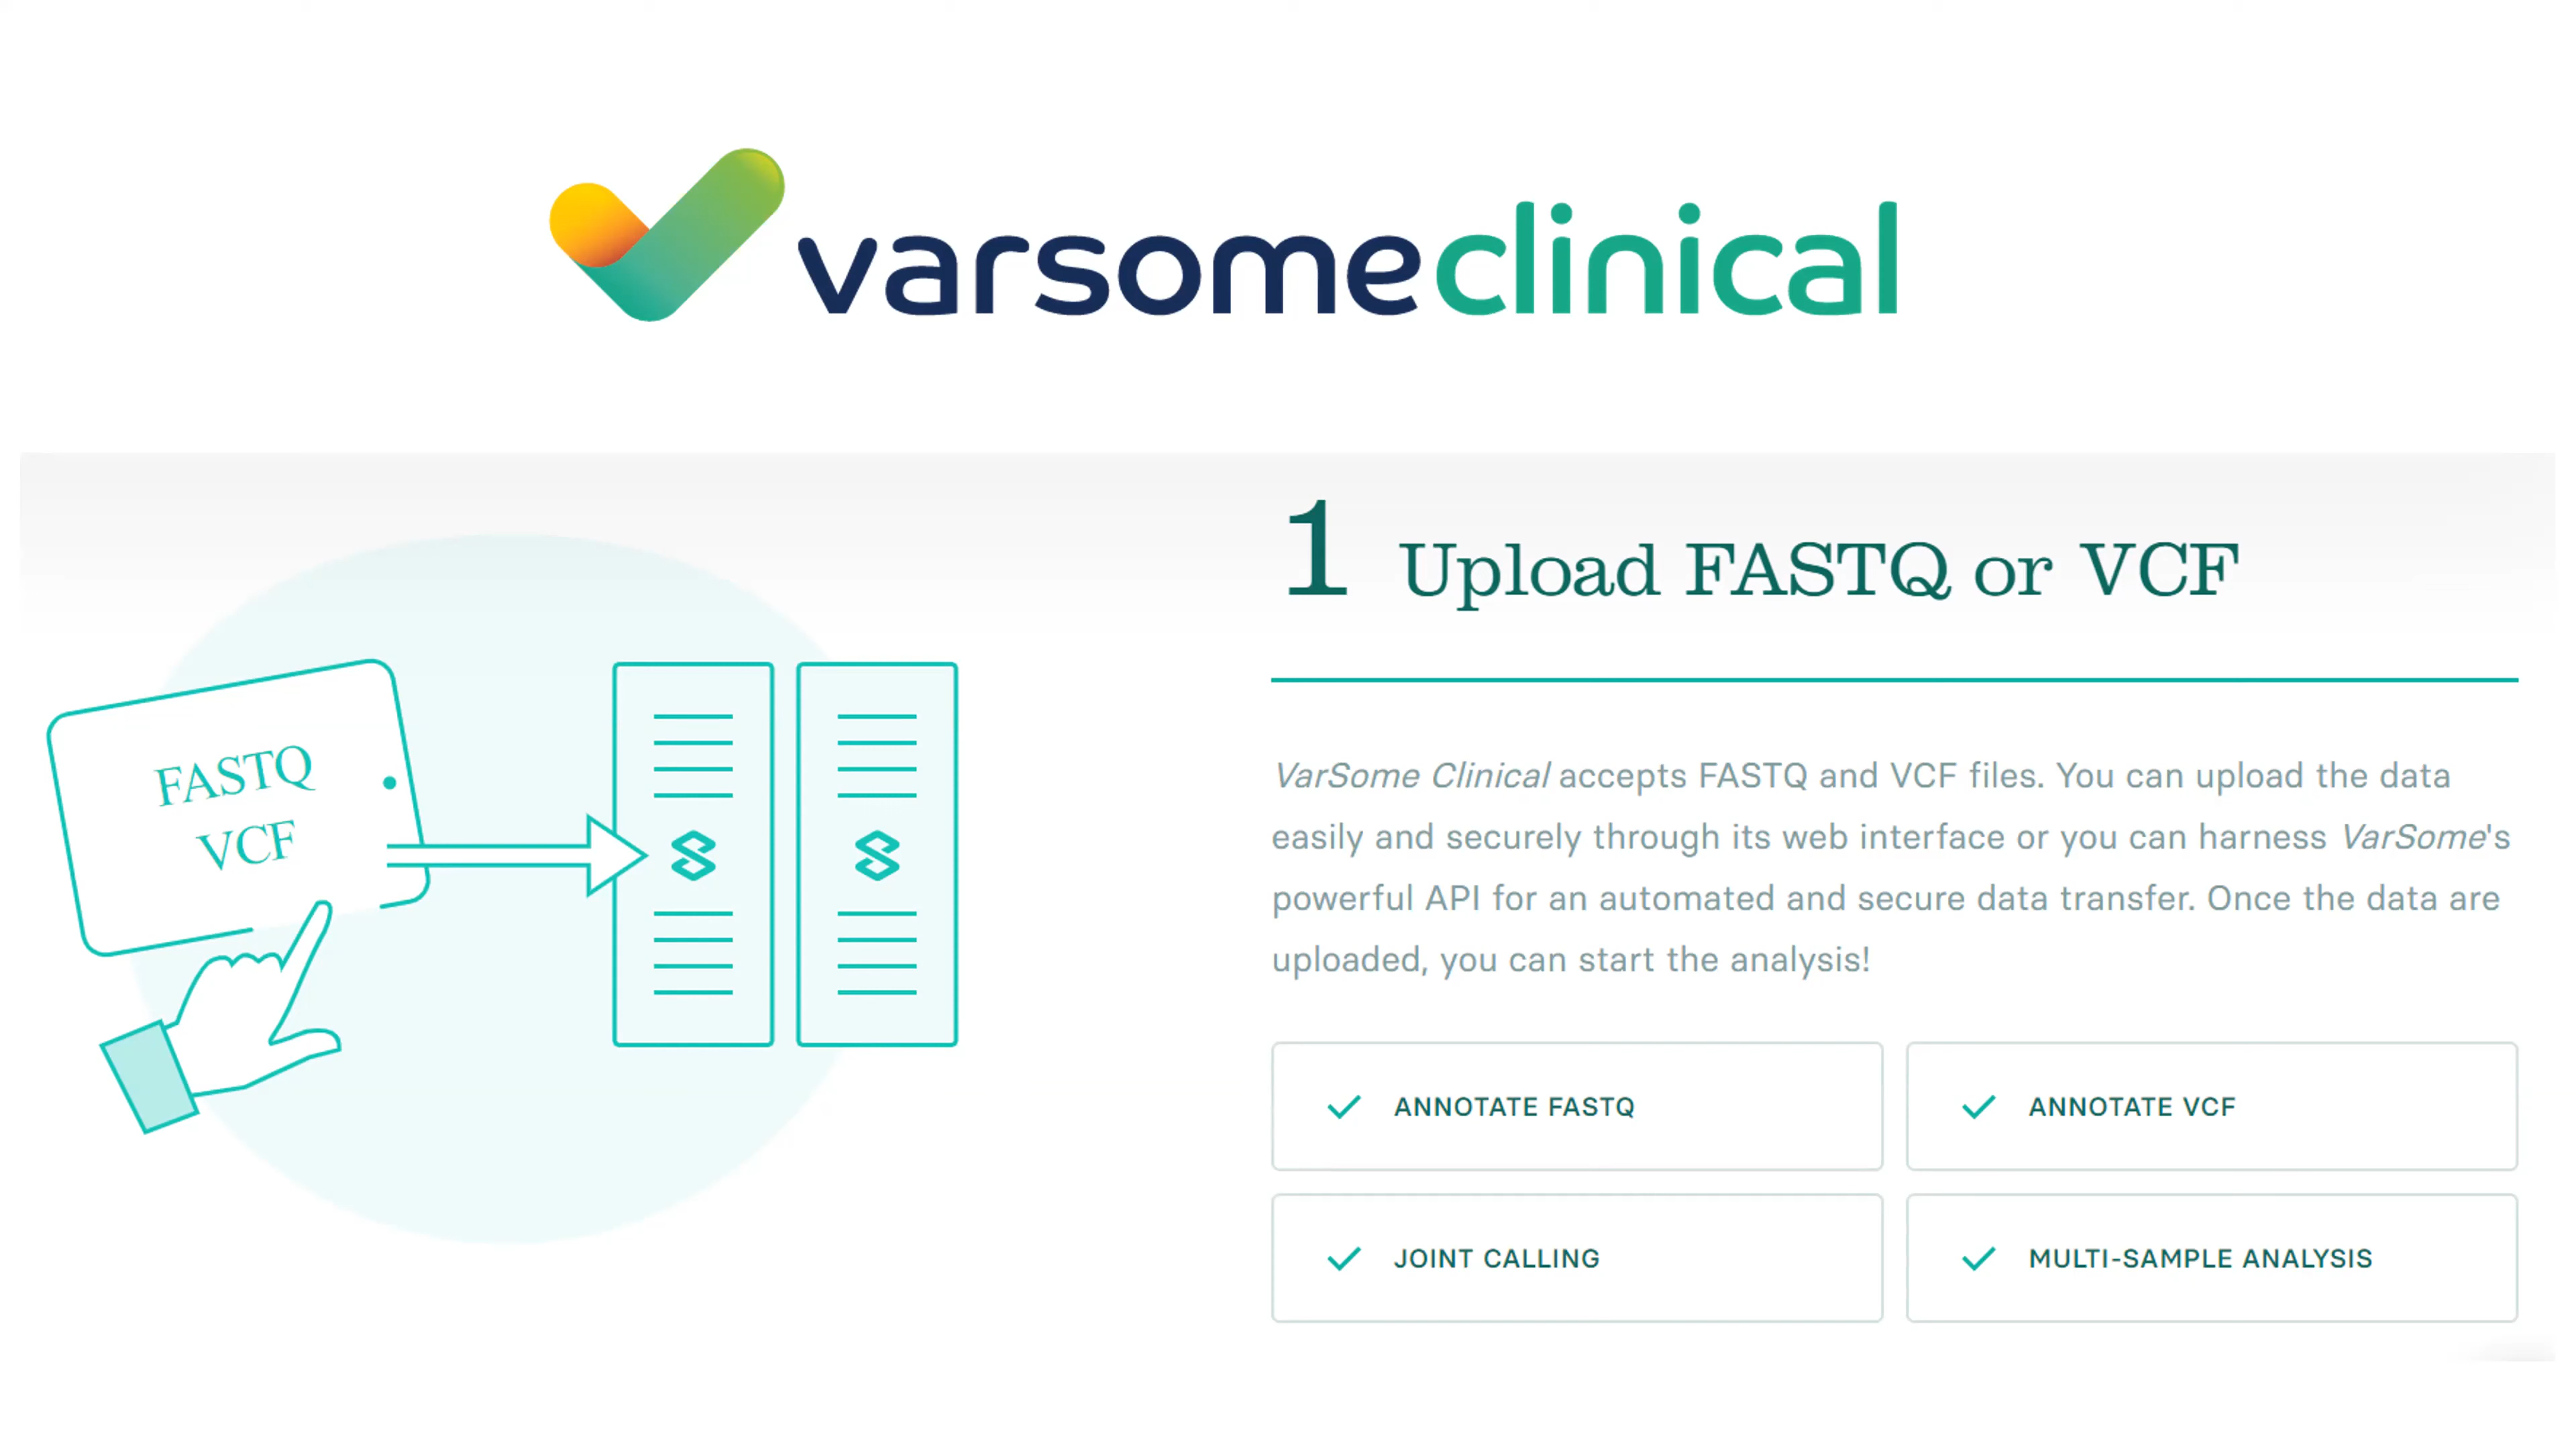 varsomeclinical
1 Upload FASTQ or VCF
FASTQ
VCF
VarSome Clinical accepts FASTQ and VCF files. You can upload the data
easily and securely through its web interface or you can harness VarSome's
powerful API for an automated and secure data transfer. Once the data are
uploaded, you can start the analysis!
ANNOTATE FASTQ
ANNOTATE VCF
JOINT CALLING
MULTI-SAMPLE ANALYSIS